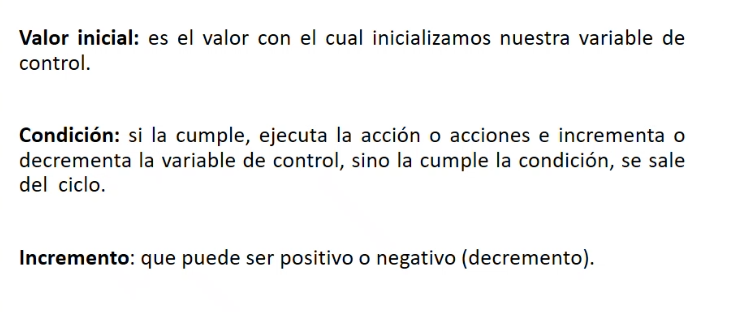 Valor inicial: es el valor con el cual inicializamos nuestra variable de
control.
Condición: si la cumple, ejecuta la acción o acciones e incrementa o
decrementa la variable de control, sino la cumple la condición, se sale
del ciclo.
Incremento: que puede ser positivo o negativo (decremento).